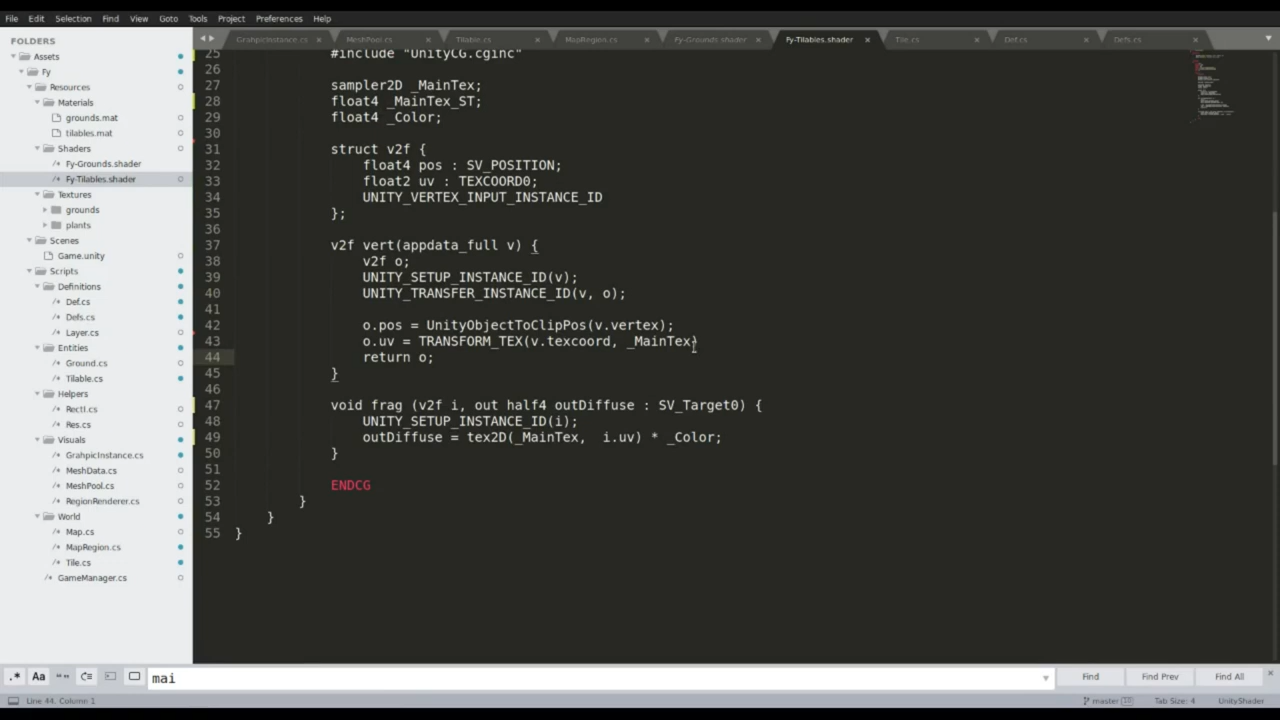 File Edit Selection Find View Goto Tools Project Preferences Help
FOLDERS
Assets
Fy
Resources
Materials
grounds.mat
tilables.mat
Shaders
/* Fy-Grounds.shader
/* Fy-Tilables.shader
Textures
grounds
plants
Scenes
Game.unity
Scripts
Definitions
/* Def.cs
/* Defs.cs
/* Layer.cs
Entities
/* Ground.cs
/* Tilable.cs
Helpers
/* RectI.cs
/* Res.cs
Visuals
/* GrahpicInstance.cs
/* MeshData.cs
/* MeshPool.cs
/* RegionRenderer.cs
World
/* Map.cs
/* MapRegion.cs
/* Tile.cs
/* GameManager.cs
GrahpicInstance.cs × MeshPool.cs × Tilable.cs × MapRegion.cs × Fy-Grounds.shader × Fy-Tilables.shader × Tile.cs × Def.cs × Defs.cs ×
25 #include "UnityCG.cginc"
26
27 sampler2D _MainTex;
28 float4 _MainTex_ST;
29 float4 _Color;
30
31 struct v2f {
32 float4 pos : SV_POSITION;
33 float2 uv : TEXCOORD0;
34 UNITY_VERTEX_INPUT_INSTANCE_ID
35 };
36
37 v2f vert(appdata_full v) {
38 v2f o;
39 UNITY_SETUP_INSTANCE_ID(v);
40 UNITY_TRANSFER_INSTANCE_ID(v, o);
41
42 o.pos = UnityObjectToClipPos(v.vertex);
43 o.uv = TRANSFORM_TEX(v.texcoord, _MainTex)
44 return o;
45 }
46
47 void frag (v2f i, out half4 outDiffuse : SV_Target0) {
48 UNITY_SETUP_INSTANCE_ID(i);
49 outDiffuse = tex2D(_MainTex, i.uv) * _Color;
50 }
51
52 ENDCG
53 }
54 }
55 }
.* Aa “” mai Find Find Prev Find All ×
Line 44, Column 1 master 10 Tab Size: 4 UnityShader